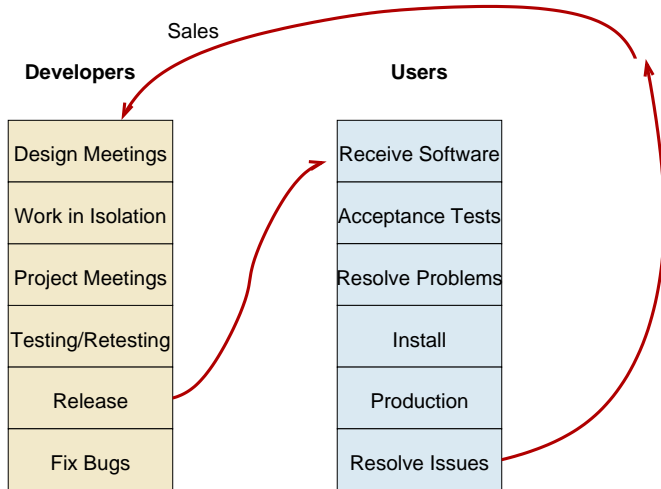 Sales
Developers
Users
Design Meetings
Work in Isolation
Project Meetings
Testing/Retesting
Release
Fix Bugs
Receive Software
Acceptance Tests
Resolve Problems
Install
Production
Resolve Issues